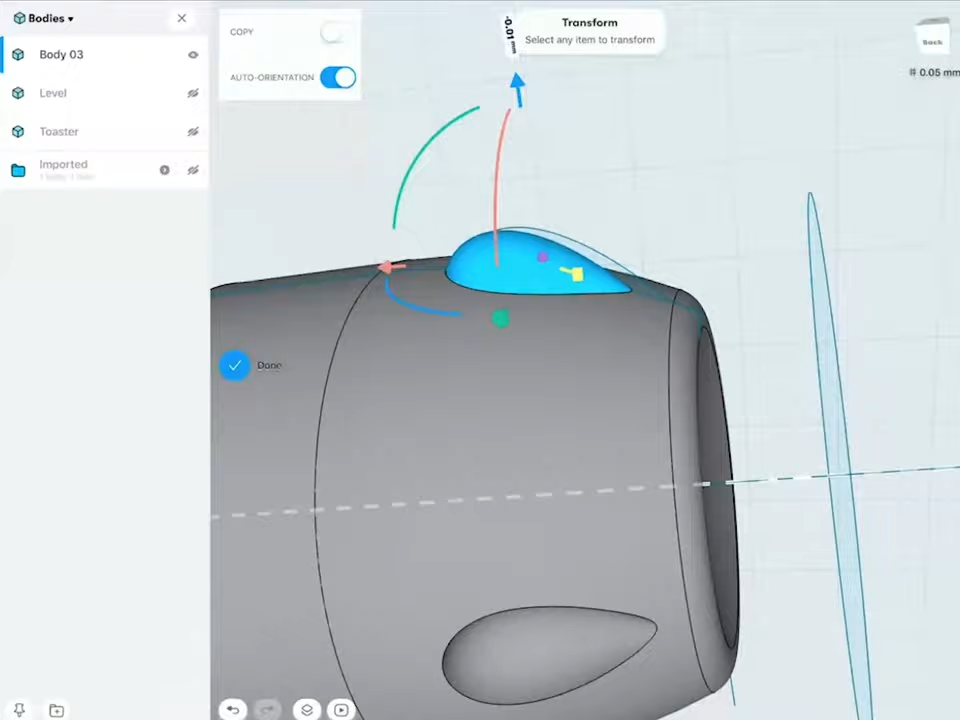 Bodies
Body 03
Level
Toaster
Imported
COPY
AUTO-ORIENTATION
-0.01 mm
Transform
Select any item to transform
Back
0.05 mm
Done